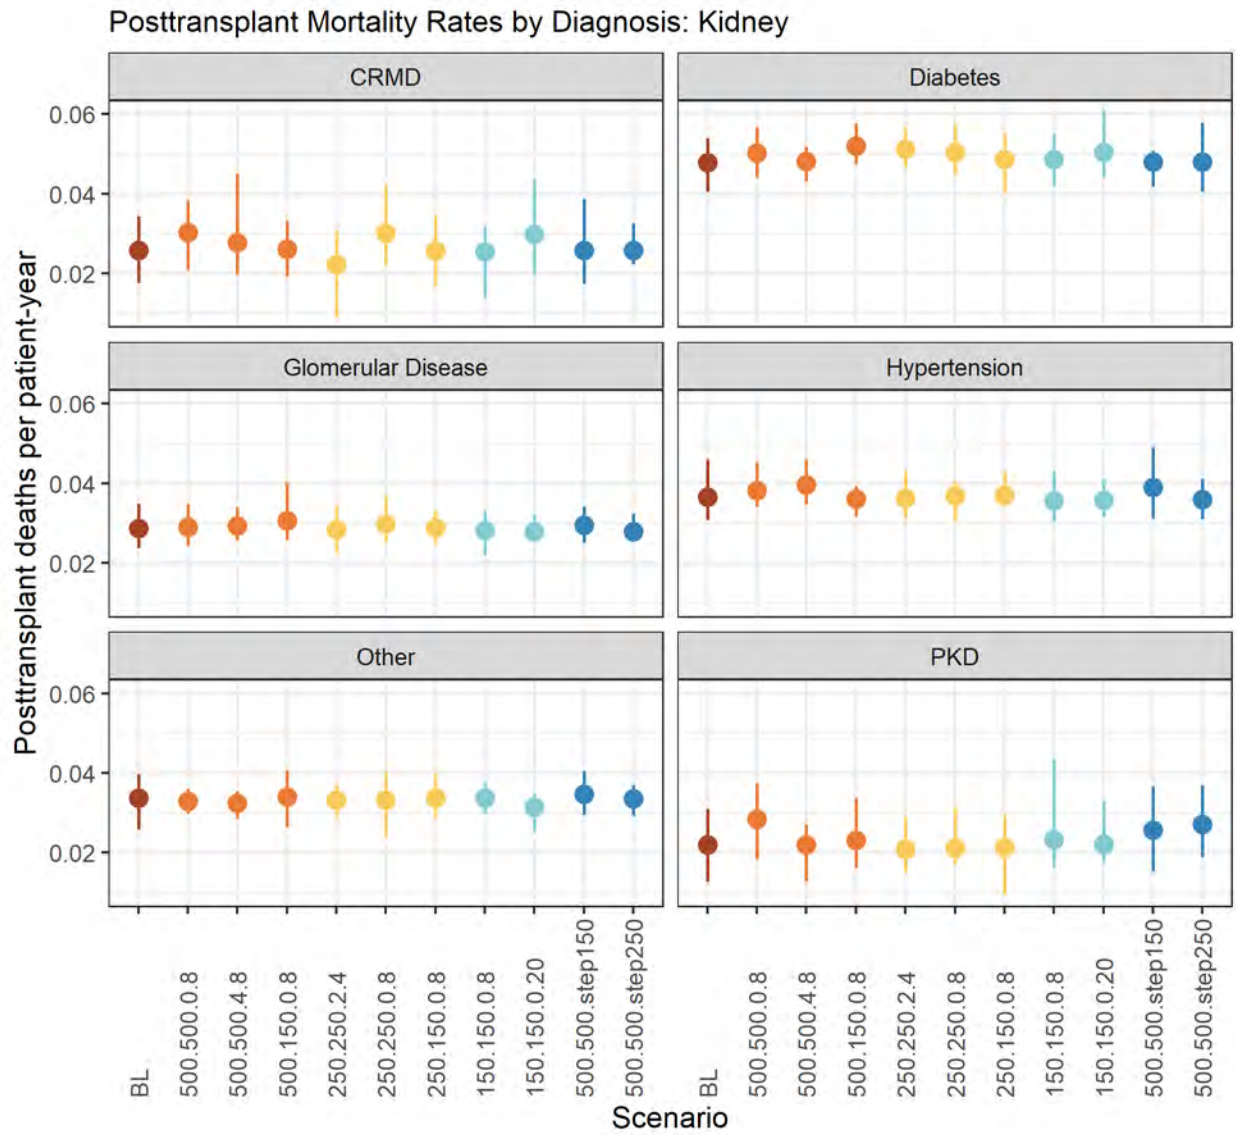 Posttransplant Mortality Rates by Diagnosis: Kidney
CRMD
Diabetes
0.06
0.04
0.02
Glomerular Disease
Hypertension
0.06
0.04
0.02
Other
PKD
0.06
0.04
0.02
Posttransplant deaths per patient-year
BL
500.500.0.8
500.500.4.8
500.150.0.8
250.250.2.4
250.250.0.8
250.150.0.8
150.150.0.8
150.150.0.20
500.500.step150
500.500.step250
BL
500.500.0.8
500.500.4.8
500.150.0.8
250.250.2.4
250.250.0.8
250.150.0.8
150.150.0.8
150.150.0.20
500.500.step150
500.500.step250
Scenario